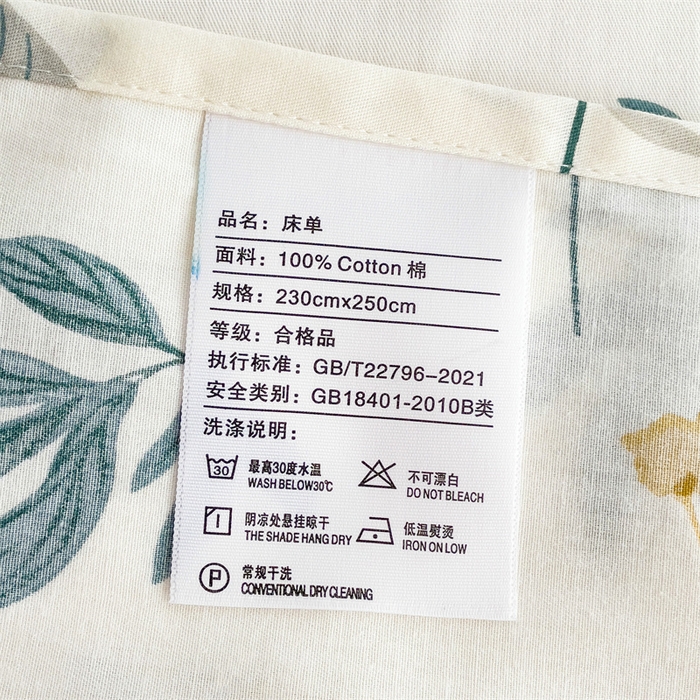 品名：床单
面料：100% Cotton 棉
规格：230cmx250cm
等级：合格品
执行标准：GB/T22796-2021
安全类别：GB18401-2010B类
洗涤说明：
30 最高30度水温
WASH BELOW30℃
不可漂白
DO NOT BLEACH
阴凉处悬挂晾干
THE SHADE HANG DRY
低温熨烫
IRON ON LOW
P 常规干洗
CONVENTIONAL DRY CLEANING